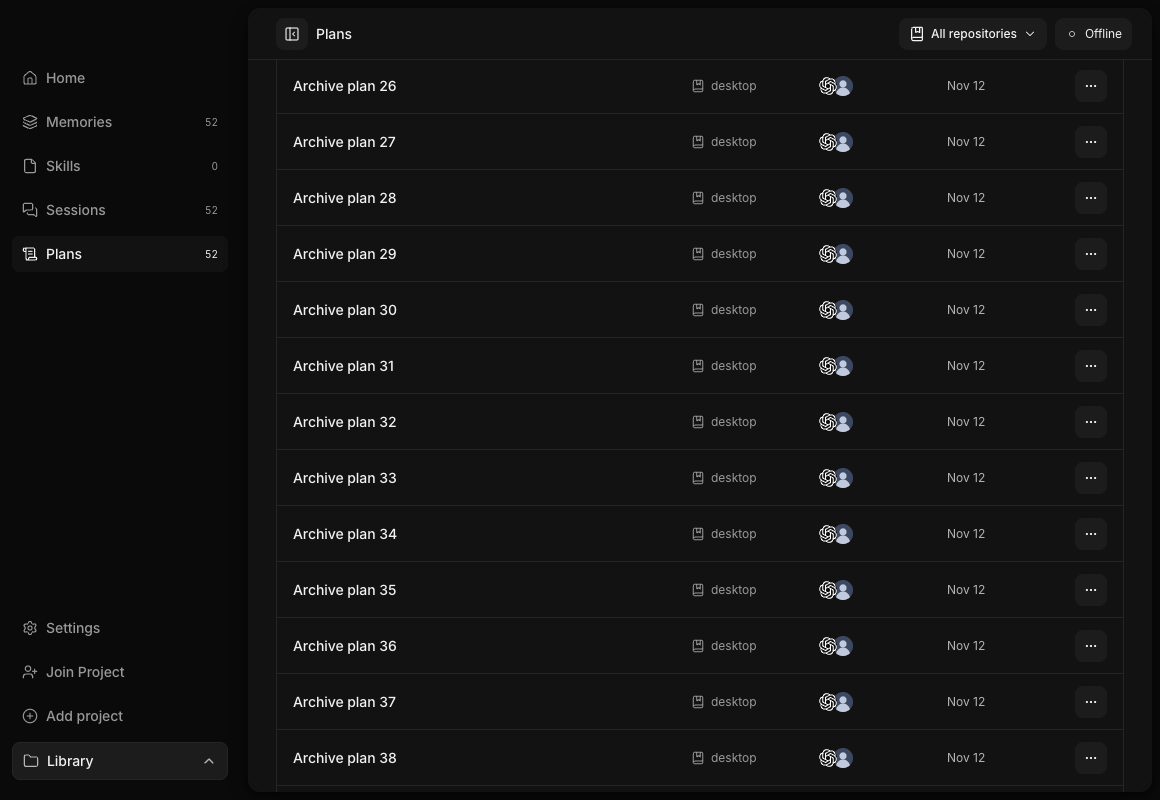 Plans
All repositories
Offline
Home
Memories 52
Skills 0
Sessions 52
Plans 52
Settings
Join Project
Add project
Library
Archive plan 26 desktop Nov 12
Archive plan 27 desktop Nov 12
Archive plan 28 desktop Nov 12
Archive plan 29 desktop Nov 12
Archive plan 30 desktop Nov 12
Archive plan 31 desktop Nov 12
Archive plan 32 desktop Nov 12
Archive plan 33 desktop Nov 12
Archive plan 34 desktop Nov 12
Archive plan 35 desktop Nov 12
Archive plan 36 desktop Nov 12
Archive plan 37 desktop Nov 12
Archive plan 38 desktop Nov 12